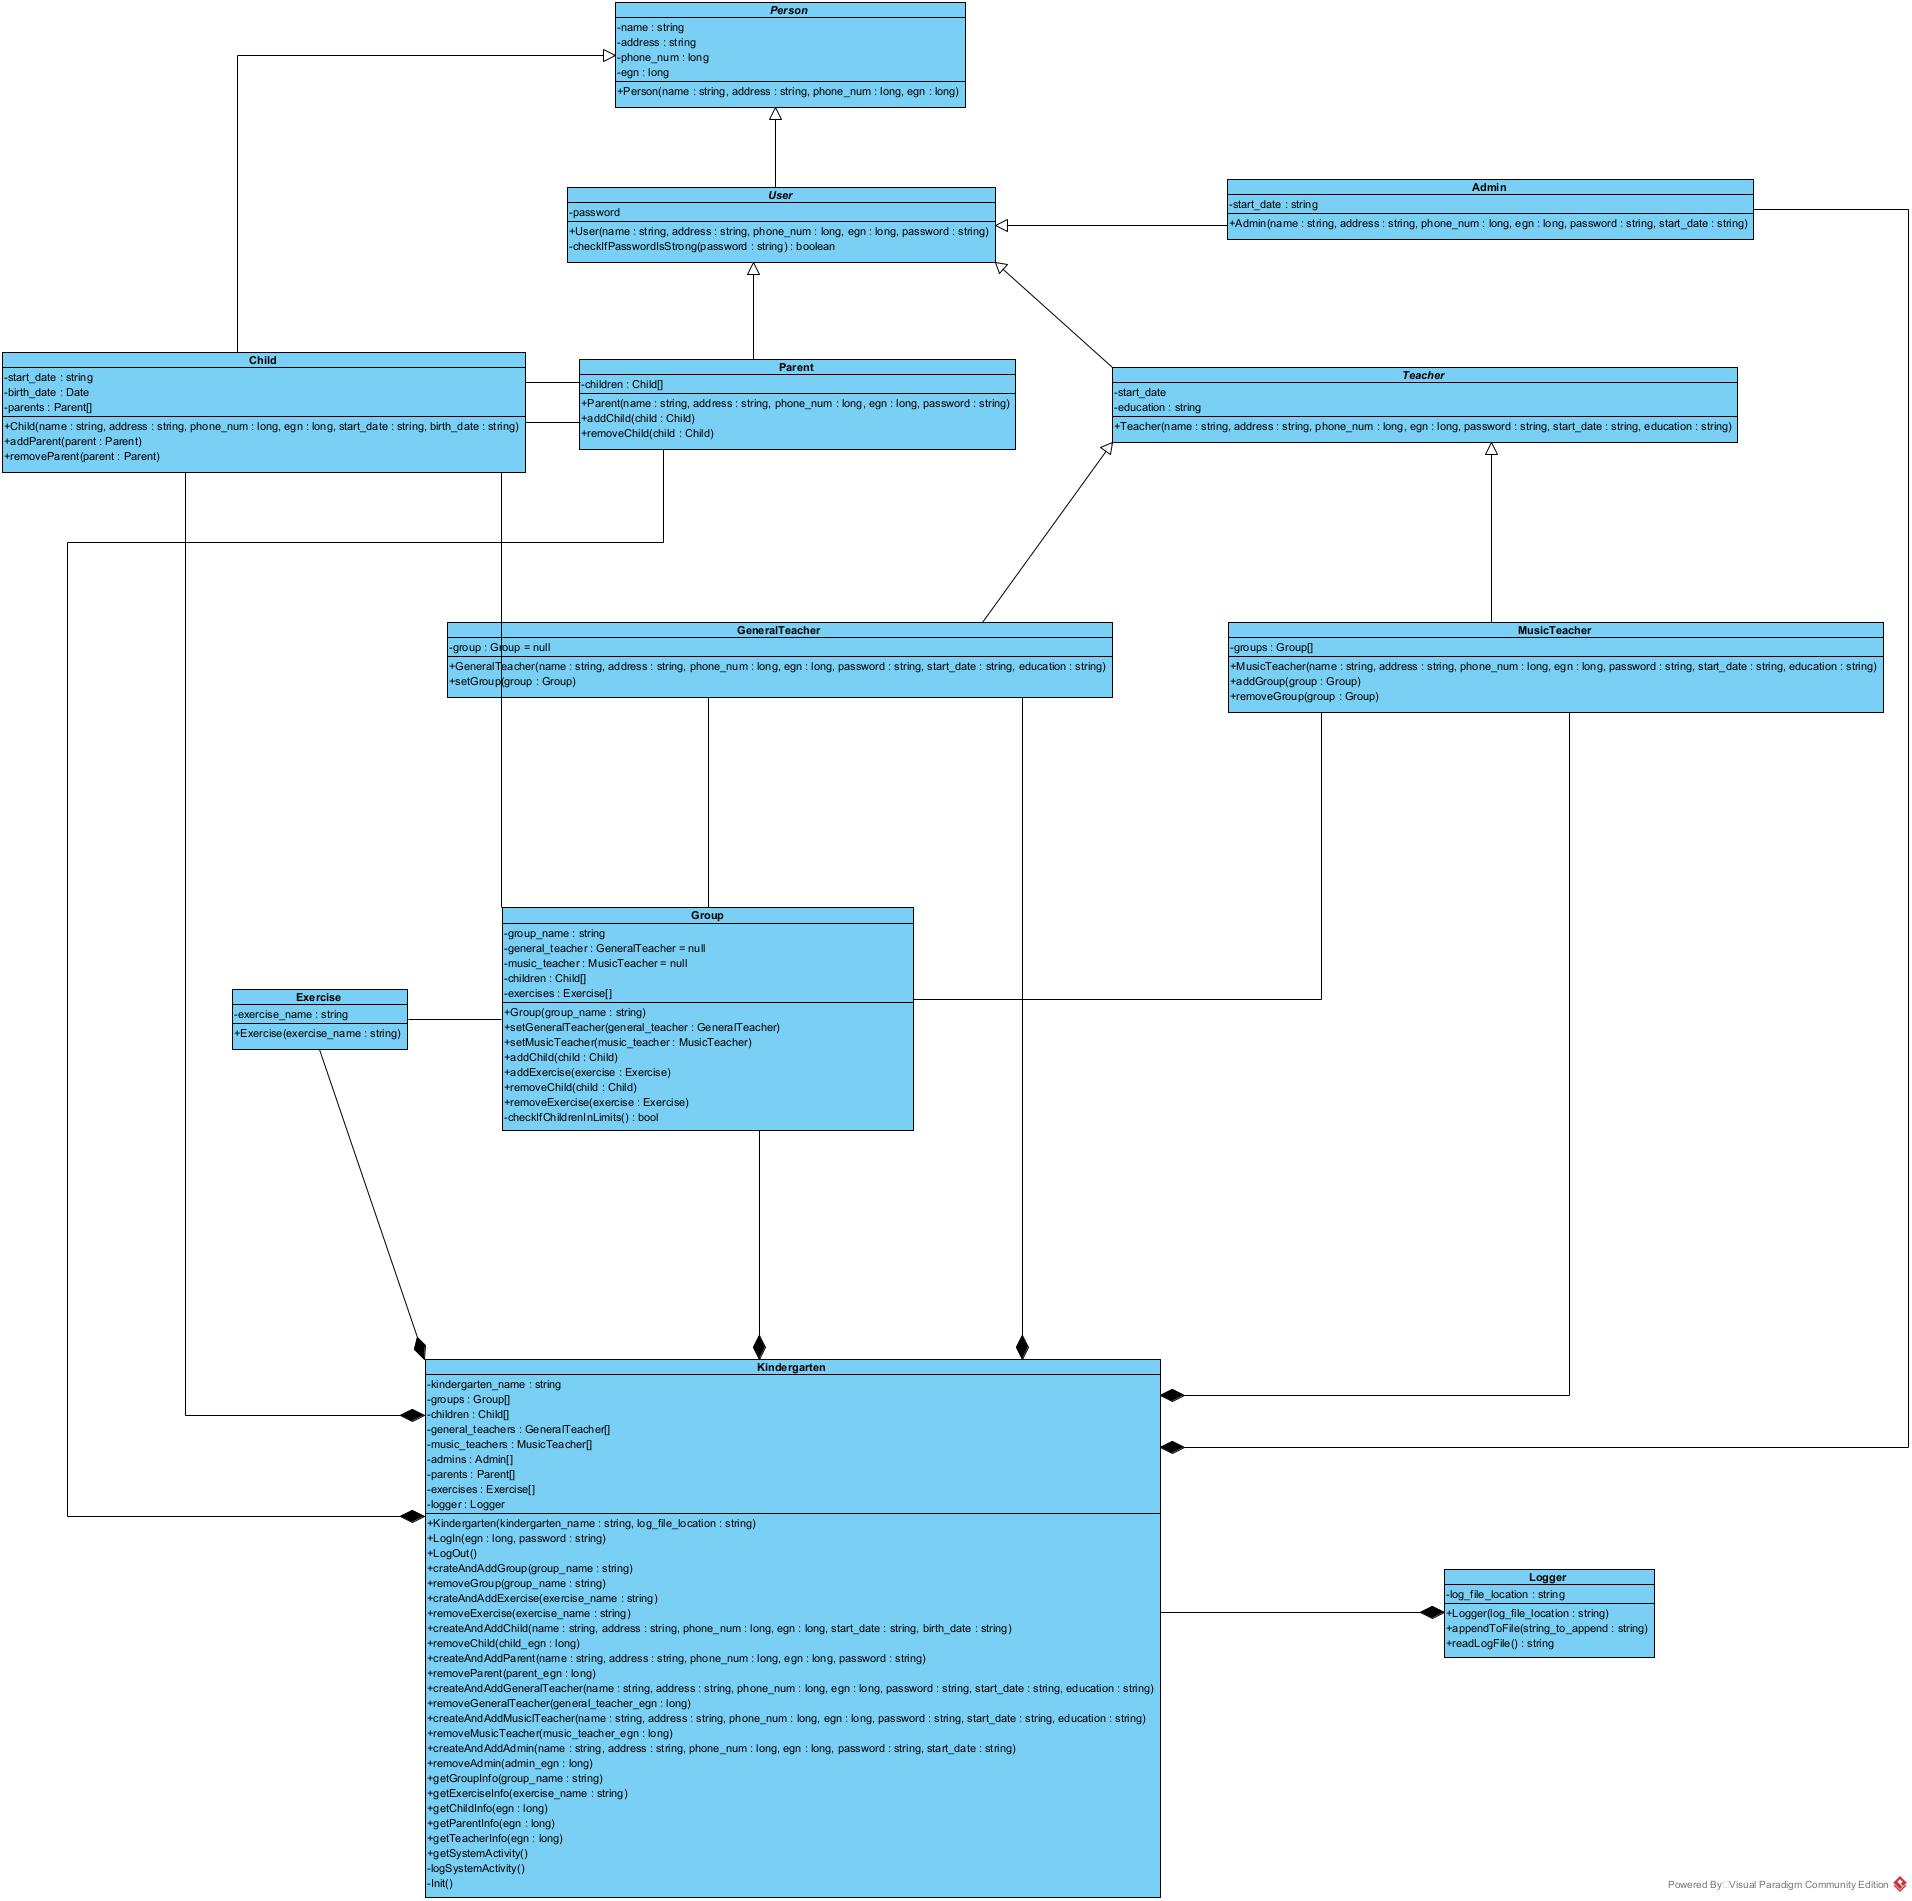 Person
-name : string
-address : string
-phone_num : long
-egn : long
+Person(name : string, address : string, phone_num : long, egn : long)
User
-password
+User(name : string, address : string, phone_num : long, egn : long, password : string)
-checkIfPasswordIsStrong(password : string) : boolean
Admin
-start_date : string
+Admin(name : string, address : string, phone_num : long, egn : long, password : string, start_date : string)
Child
-start_date : string
-birth_date : Date
-parents : Parent[]
+Child(name : string, address : string, phone_num : long, egn : long, start_date : string, birth_date : string)
+addParent(parent : Parent)
+removeParent(parent : Parent)
Parent
-children : Child[]
+Parent(name : string, address : string, phone_num : long, egn : long, password : string)
+addChild(child : Child)
+removeChild(child : Child)
Teacher
-start_date
-education : string
+Teacher(name : string, address : string, phone_num : long, egn : long, password : string, start_date : string, education : string)
GeneralTeacher
-group : Group = null
+GeneralTeacher(name : string, address : string, phone_num : long, egn : long, password : string, start_date : string, education : string)
+setGroup(group : Group)
MusicTeacher
-groups : Group[]
+MusicTeacher(name : string, address : string, phone_num : long, egn : long, password : string, start_date : string, education : string)
+addGroup(group : Group)
+removeGroup(group : Group)
Group
-group_name : string
-general_teacher : GeneralTeacher = null
-music_teacher : MusicTeacher = null
-children : Child[]
-exercises : Exercise[]
+Group(group_name : string)
+setGeneralTeacher(general_teacher : GeneralTeacher)
+setMusicTeacher(music_teacher : MusicTeacher)
+addChild(child : Child)
+addExercise(exercise : Exercise)
+removeChild(child : Child)
+removeExercise(exercise : Exercise)
-checkIfChildrenInLimits() : bool
Exercise
-exercise_name : string
+Exercise(exercise_name : string)
Kindergarten
-kindergarten_name : string
-groups : Group[]
-children : Child[]
-general_teachers : GeneralTeacher[]
-music_teachers : MusicTeacher[]
-admins : Admin[]
-parents : Parent[]
-exercises : Exercise[]
-logger : Logger
+Kindergarten(kindergarten_name : string, log_file_location : string)
+LogIn(egn : long, password : string)
+LogOut()
+crateAndAddGroup(group_name : string)
+removeGroup(group_name : string)
+crateAndAddExercise(exercise_name : string)
+removeExercise(exercise_name : string)
+createAndAddChild(name : string, address : string, phone_num : long, egn : long, start_date : string, birth_date : string)
+removeChild(child_egn : long)
+createAndAddParent(name : string, address : string, phone_num : long, egn : long, password : string)
+removeParent(parent_egn : long)
+createAndAddGeneralTeacher(name : string, address : string, phone_num : long, egn : long, password : string, start_date : string, education : string)
+removeGeneralTeacher(general_teacher_egn : long)
+createAndAddMusiclTeacher(name : string, address : string, phone_num : long, egn : long, password : string, start_date : string, education : string)
+removeMusicTeacher(music_teacher_egn : long)
+createAndAddAdmin(name : string, address : string, phone_num : long, egn : long, password : string, start_date : string)
+removeAdmin(admin_egn : long)
+getGroupInfo(group_name : string)
+getExerciseInfo(exercise_name : string)
+getChildInfo(egn : long)
+getParentInfo(egn : long)
+getTeacherInfo(egn : long)
+getSystemActivity()
-logSystemActivity()
-Init()
Logger
-log_file_location : string
+Logger(log_file_location : string)
+appendToFile(string_to_append : string)
+readLogFile() : string
Powered By Visual Paradigm Community Edition